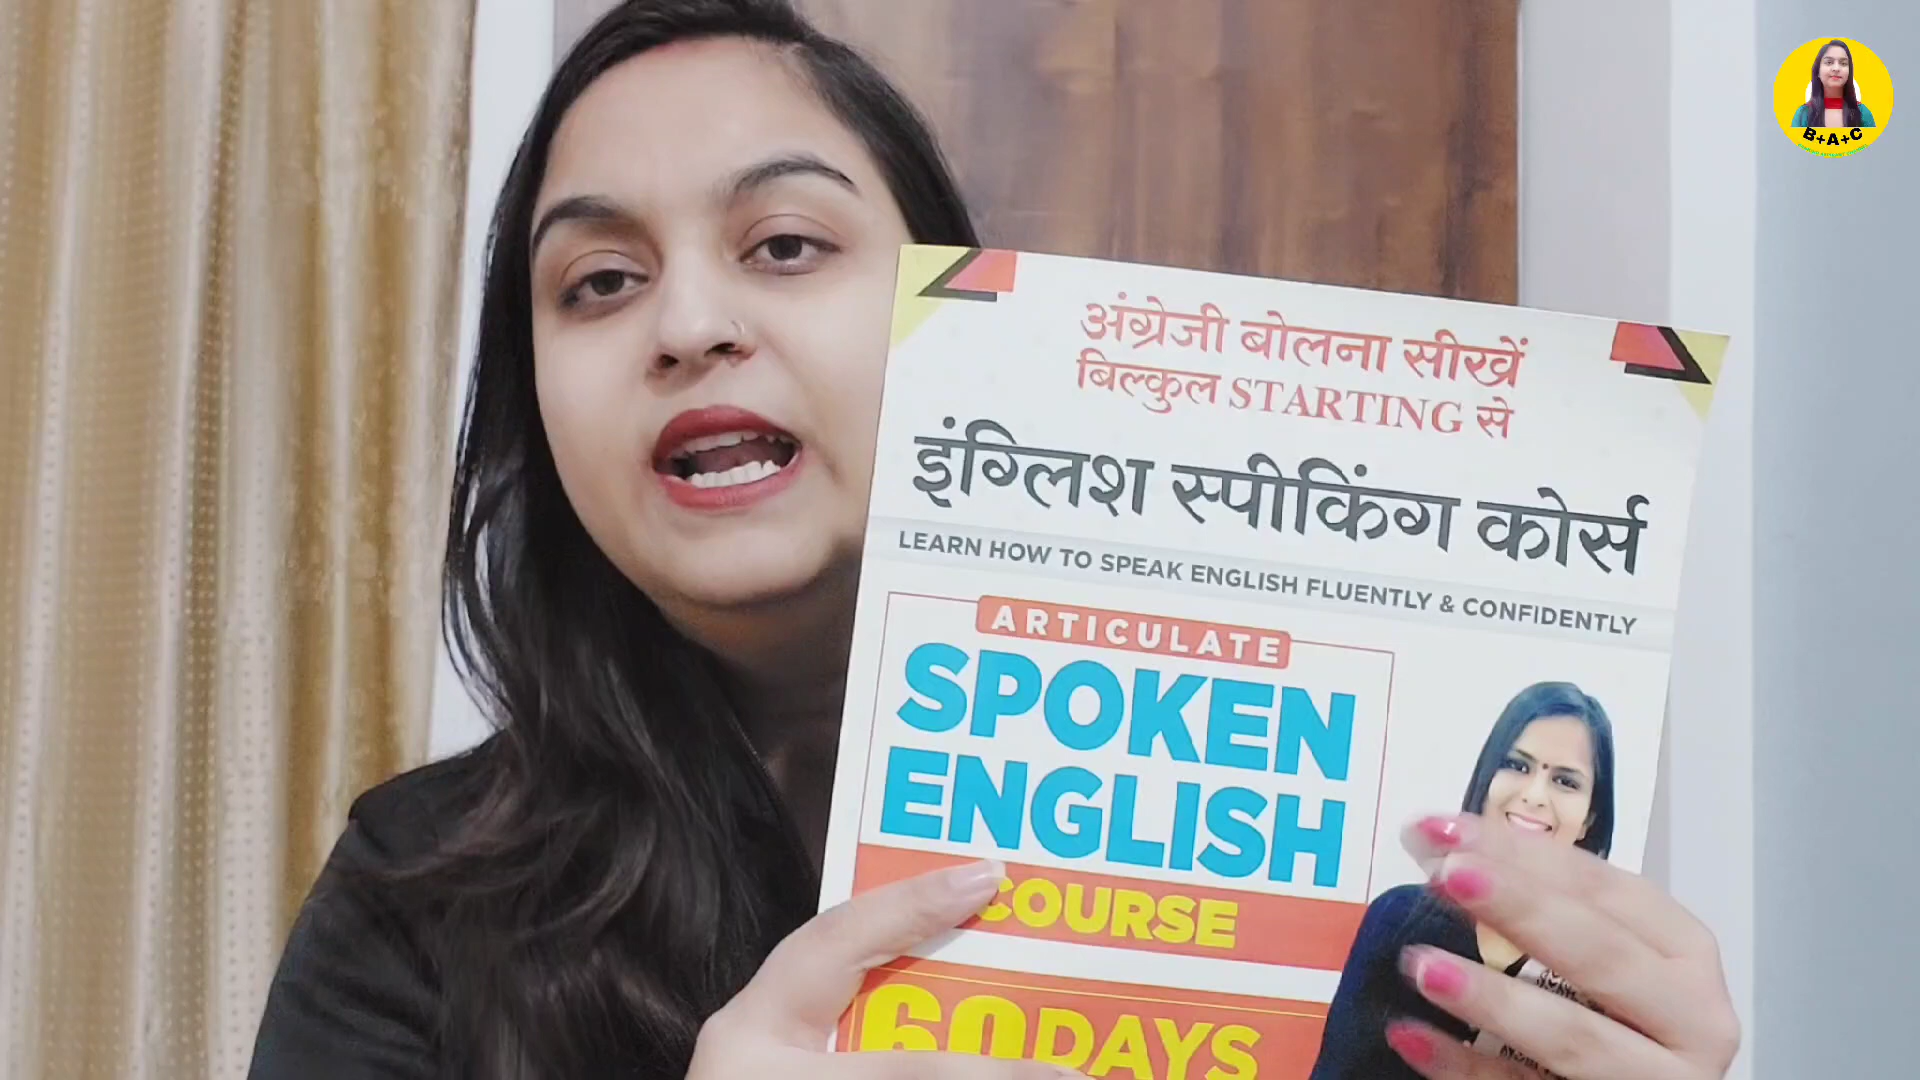 अंग्रेजी बोलना सीखें
बिल्कुल STARTING से
इंग्लिश स्पीकिंग कोर्स
LEARN HOW TO SPEAK ENGLISH FLUENTLY & CONFIDENTLY
ARTICULATE
SPOKEN
ENGLISH
COURSE
60 DAYS
B+A+C